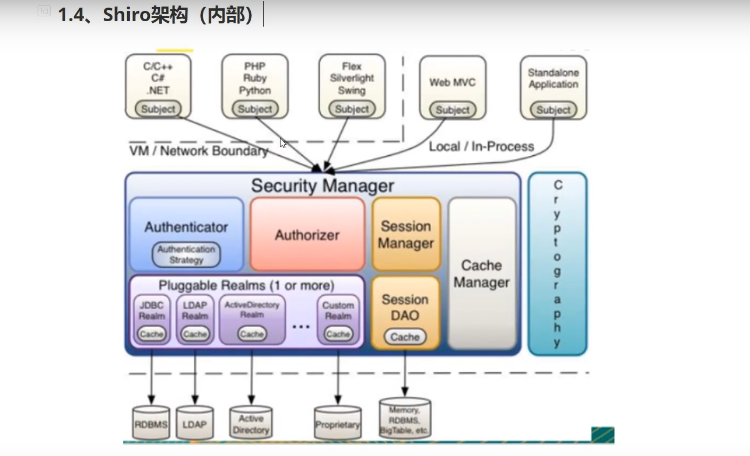 1.4、Shiro架构（内部）
C/C++
C#
.NET
Subject
PHP
Ruby
Python
Subject
Flex
Silverlight
Swing
Subject
Web MVC
Subject
Standalone
Application
Subject
VM / Network Boundary
Local / In-Process
Security Manager
Authenticator
Authentication
Strategy
Authorizer
Session
Manager
Cache
Manager
Cryptography
Pluggable Realms (1 or more)
JDBC
Realm
Cache
LDAP
Realm
Cache
ActiveDirectory
Realm
Cache
...
Custom
Realm
Cache
Session
DAO
Cache
RDBMS
LDAP
Active
Directory
Proprietary
Memory,
RDBMS,
BigTable, etc.